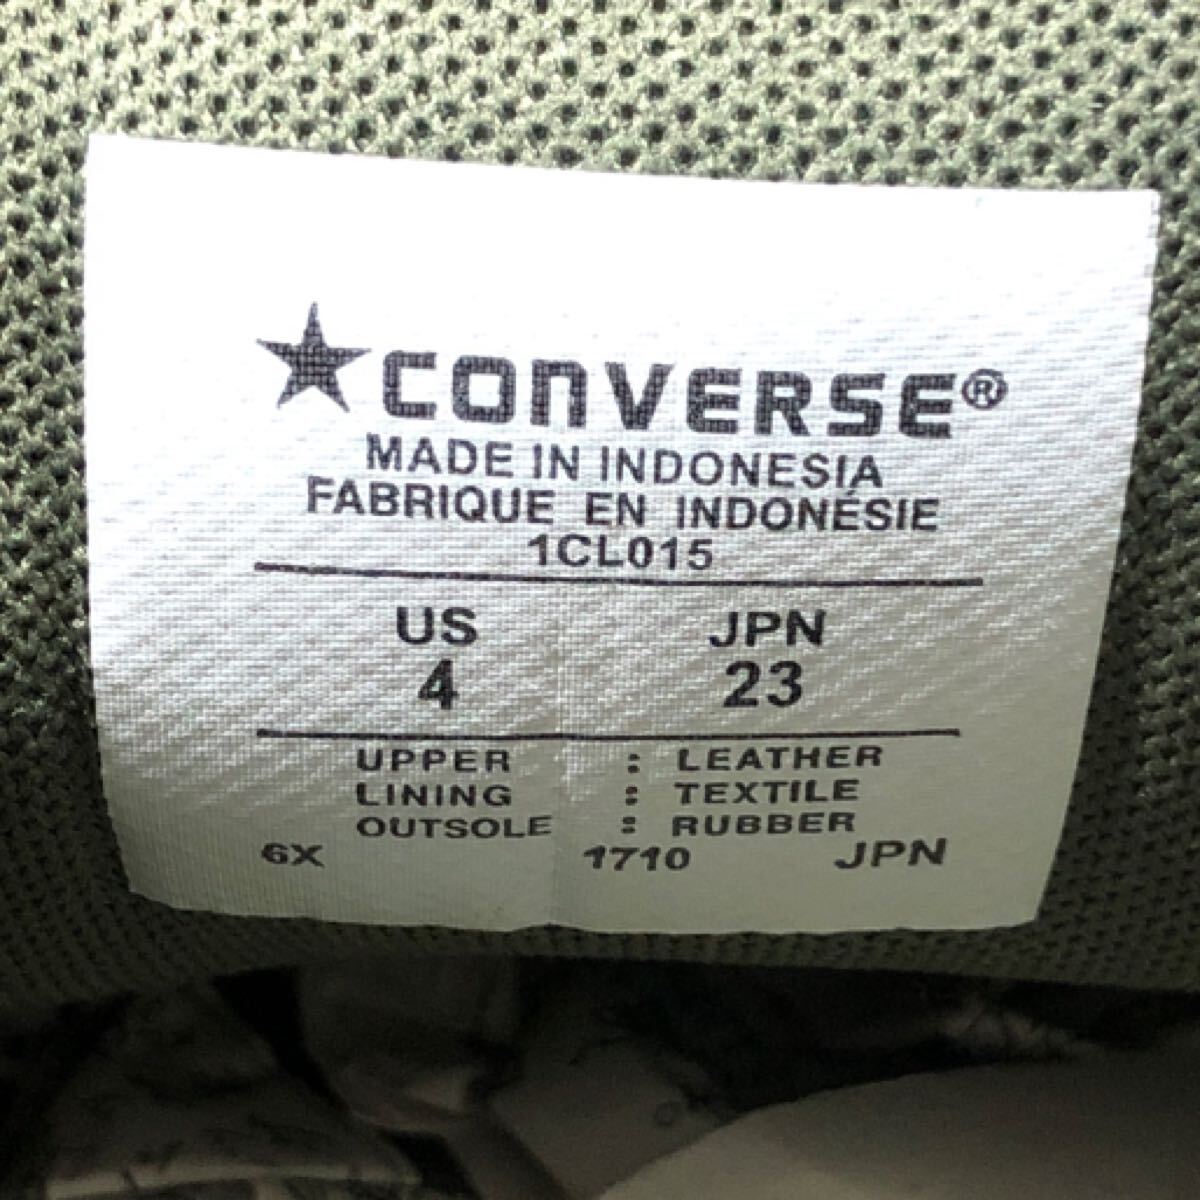 ★CONVERSE®
MADE IN INDONESIA
FABRIQUE EN INDONÉSIE
1CL015
US JPN
4 23
UPPER : LEATHER
LINING : TEXTILE
OUTSOLE : RUBBER
6X 1710 JPN